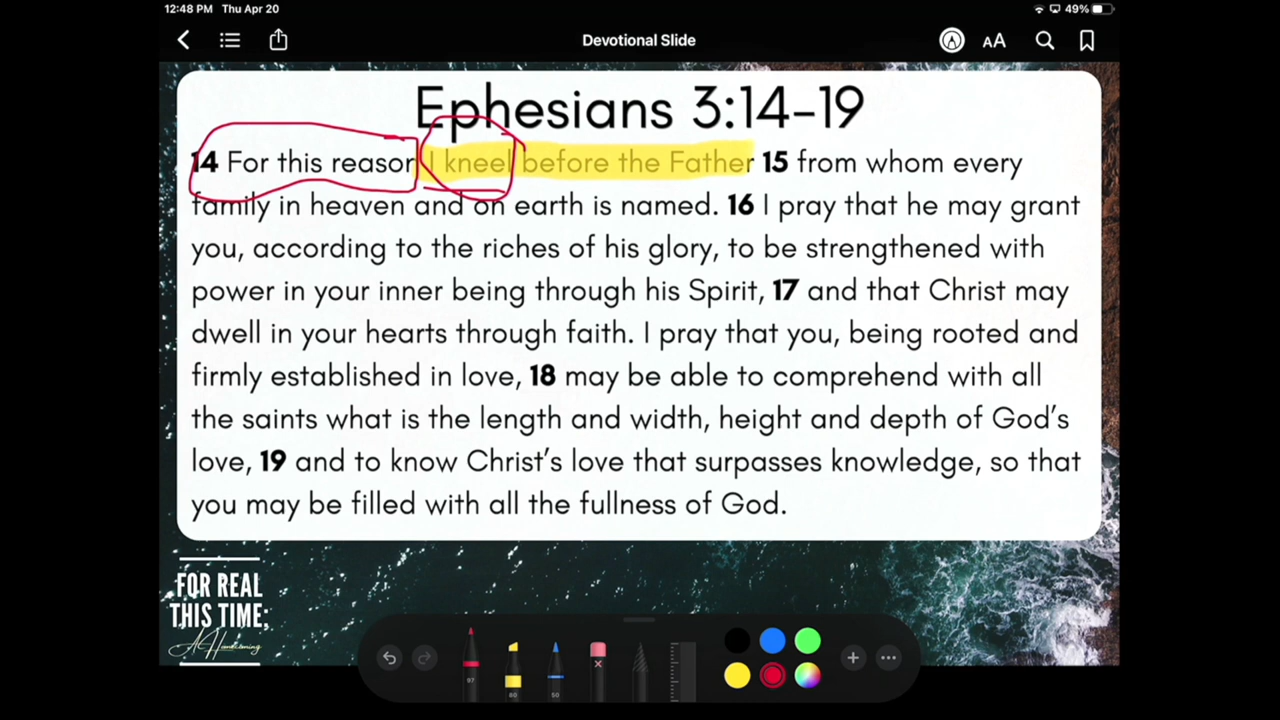 12:48 PM Thu Apr 20
49%
Devotional Slide
AA
Ephesians 3:14-19
14 For this reason I kneel before the Father 15 from whom every
family in heaven and on earth is named. 16 I pray that he may grant
you, according to the riches of his glory, to be strengthened with
power in your inner being through his Spirit, 17 and that Christ may
dwell in your hearts through faith. I pray that you, being rooted and
firmly established in love, 18 may be able to comprehend with all
the saints what is the length and width, height and depth of God's
love, 19 and to know Christ's love that surpasses knowledge, so that
you may be filled with all the fullness of God.
FOR REAL
THIS TIME;
A Homecoming
97
80
50